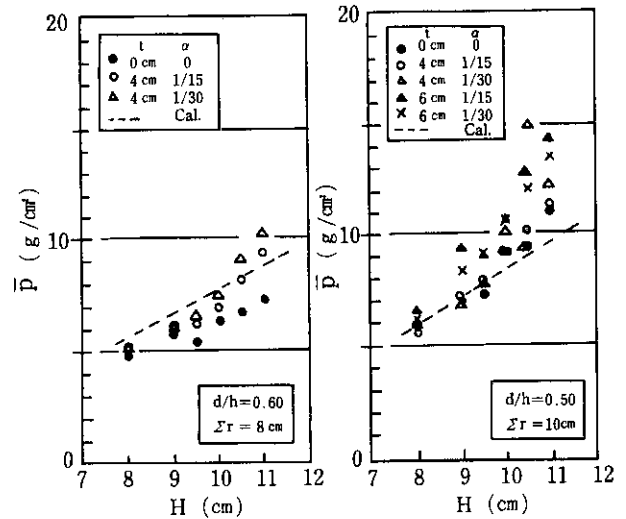 20
t α
0 cm 0
4 cm 1/15
4 cm 1/30
Cal.
15
10
5
0
p̄ ( g /cm² )
d/h=0.60
Σr = 8 cm
7 8 9 10 11 12
H (cm)
20
t α
0 cm 0
4 cm 1/15
4 cm 1/30
6 cm 1/15
6 cm 1/30
Cal.
15
10
5
0
p̄ ( g /cm² )
d/h=0.50
Σr =10cm
7 8 9 10 11 12
H (cm)